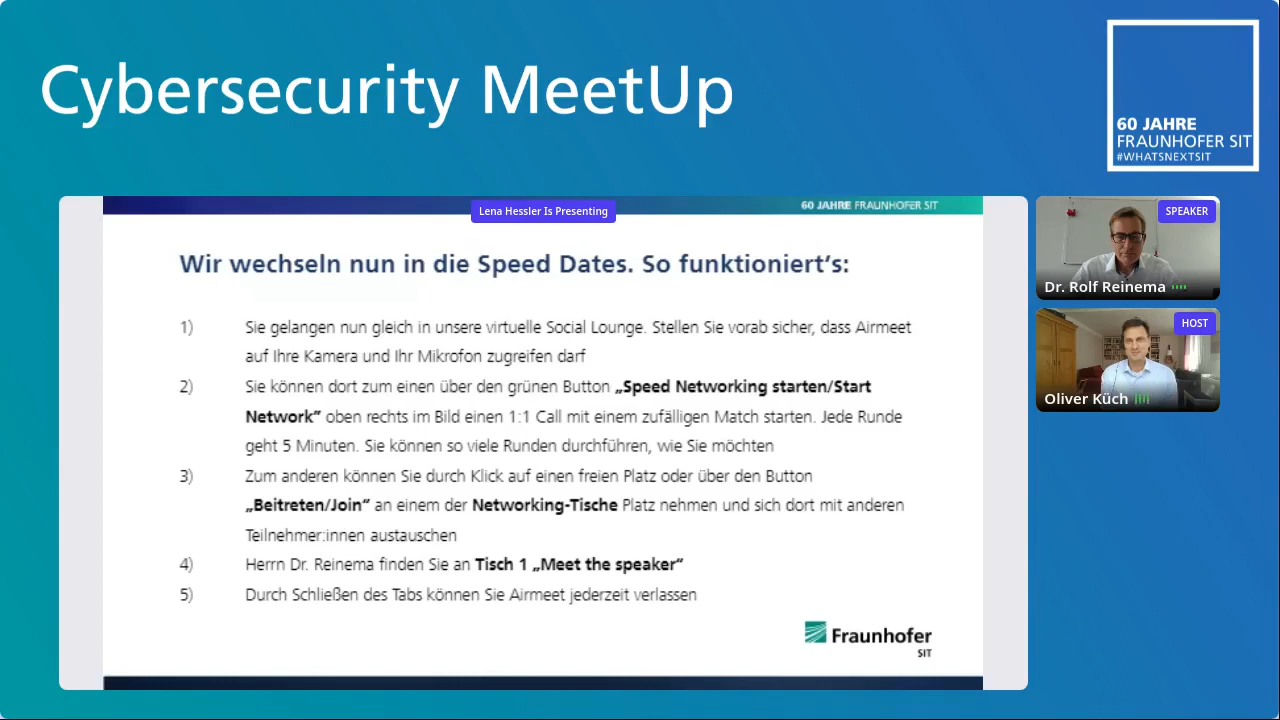 Cybersecurity MeetUp
60 JAHRE
FRAUNHOFER SIT
#WHATSNEXTSIT
Lena Hessler Is Presenting
60 JAHRE FRAUNHOFER SIT
Wir wechseln nun in die Speed Dates. So funktioniert‘s:
1) Sie gelangen nun gleich in unsere virtuelle Social Lounge. Stellen Sie vorab sicher, dass Airmeet
auf Ihre Kamera und Ihr Mikrofon zugreifen darf
2) Sie können dort zum einen über den grünen Button „Speed Networking starten/Start
Network“ oben rechts im Bild einen 1:1 Call mit einem zufälligen Match starten. Jede Runde
geht 5 Minuten. Sie können so viele Runden durchführen, wie Sie möchten
3) Zum anderen können Sie durch Klick auf einen freien Platz oder über den Button
„Beitreten/Join“ an einem der Networking-Tische Platz nehmen und sich dort mit anderen
Teilnehmer:innen austauschen
4) Herrn Dr. Reinema finden Sie an Tisch 1 „Meet the speaker“
5) Durch Schließen des Tabs können Sie Airmeet jederzeit verlassen
Fraunhofer
SIT
SPEAKER
Dr. Rolf Reinema
HOST
Oliver Küch